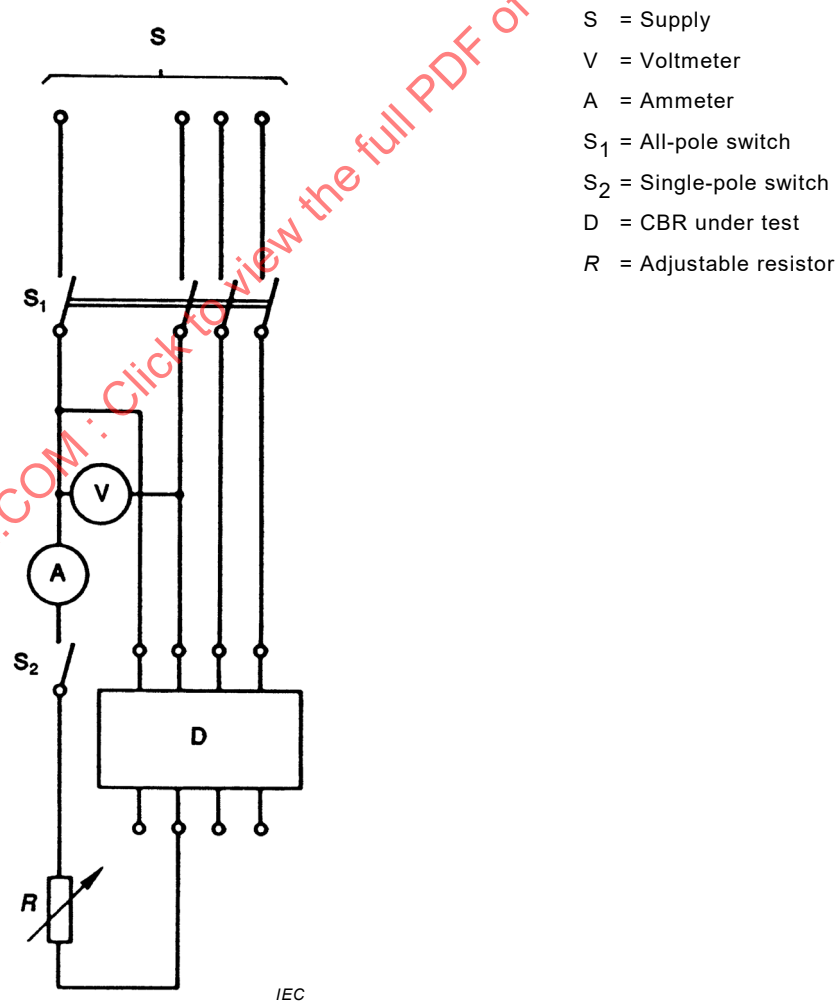 S
S = Supply
V = Voltmeter
A = Ammeter
S1 = All-pole switch
S2 = Single-pole switch
D = CBR under test
R = Adjustable resistor
S1
V
A
S2
D
R
IEC
.COM : Click to view the full PDF of